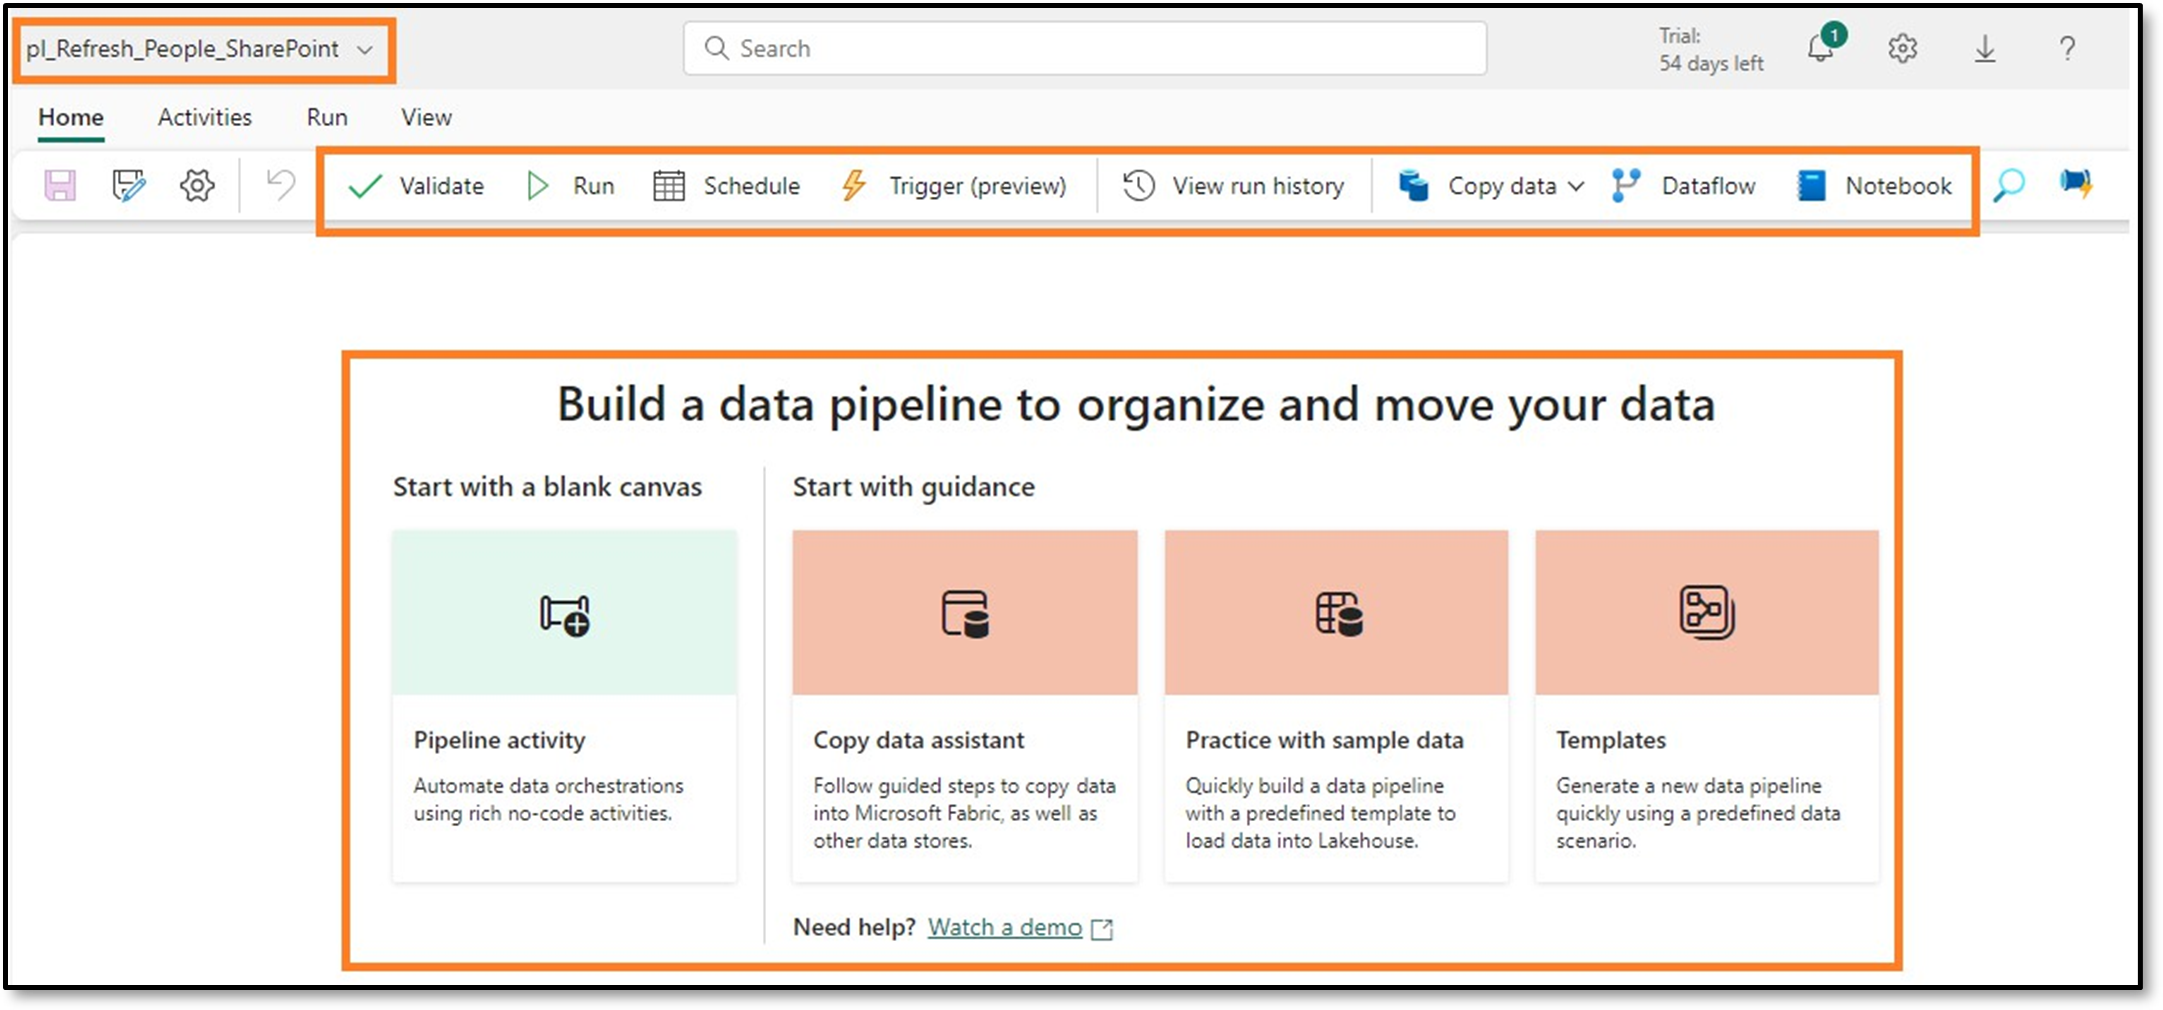 pl_Refresh_People_SharePoint
Search
Trial:
54 days left
1
?
Home Activities Run View
Validate Run Schedule Trigger (preview) View run history Copy data Dataflow Notebook
Build a data pipeline to organize and move your data
Start with a blank canvas
Start with guidance
Pipeline activity
Automate data orchestrations
using rich no-code activities.
Copy data assistant
Follow guided steps to copy data
into Microsoft Fabric, as well as
other data stores.
Practice with sample data
Quickly build a data pipeline
with a predefined template to
load data into Lakehouse.
Templates
Generate a new data pipeline
quickly using a predefined data
scenario.
Need help? Watch a demo